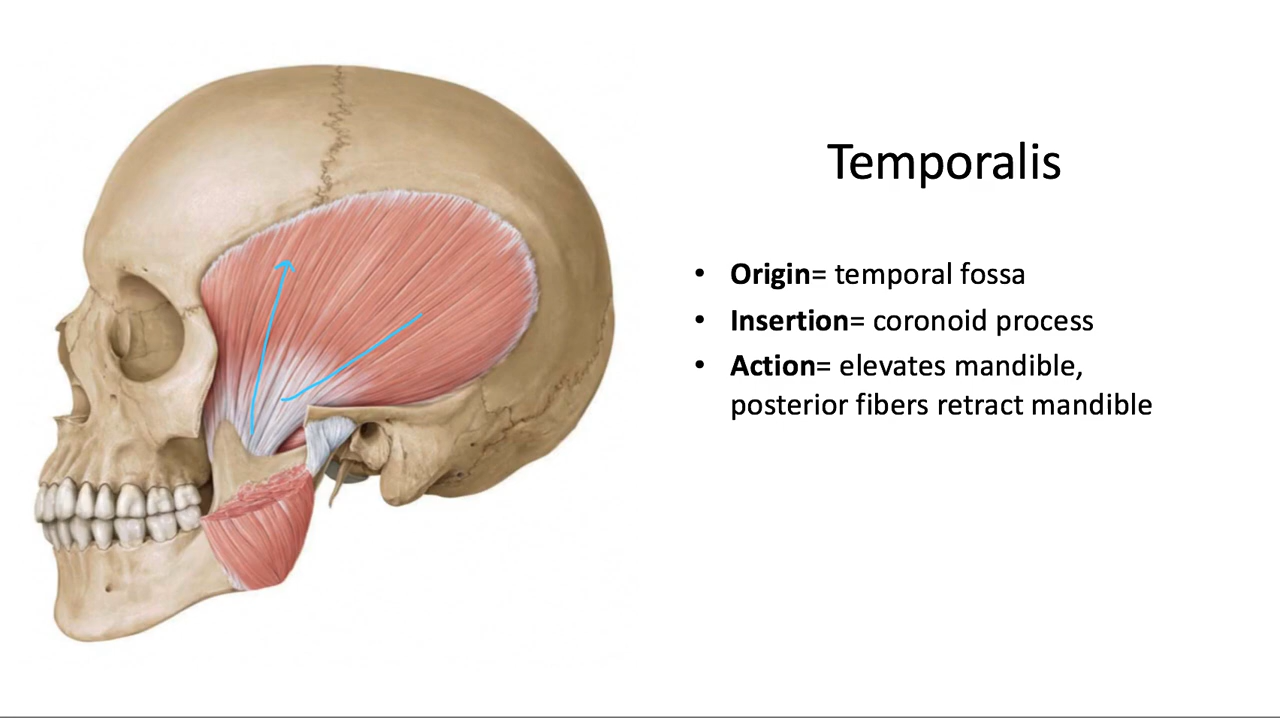 Temporalis
• Origin= temporal fossa
• Insertion= coronoid process
• Action= elevates mandible,
posterior fibers retract mandible